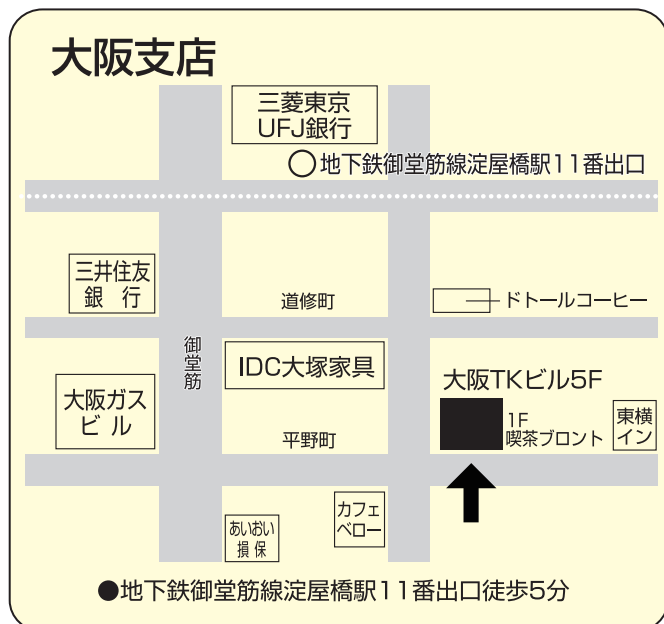 大阪支店
三菱東京
UFJ銀行
地下鉄御堂筋線淀屋橋駅11番出口
三井住友
銀 行
道修町
ドトールコーヒー
御堂筋
IDC大塚家具
大阪TKビル5F
大阪ガス
ビル
平野町
1F
喫茶ブロント
東横
イン
カフェ
ベロー
あいおい
損保
●地下鉄御堂筋線淀屋橋駅11番出口徒歩5分